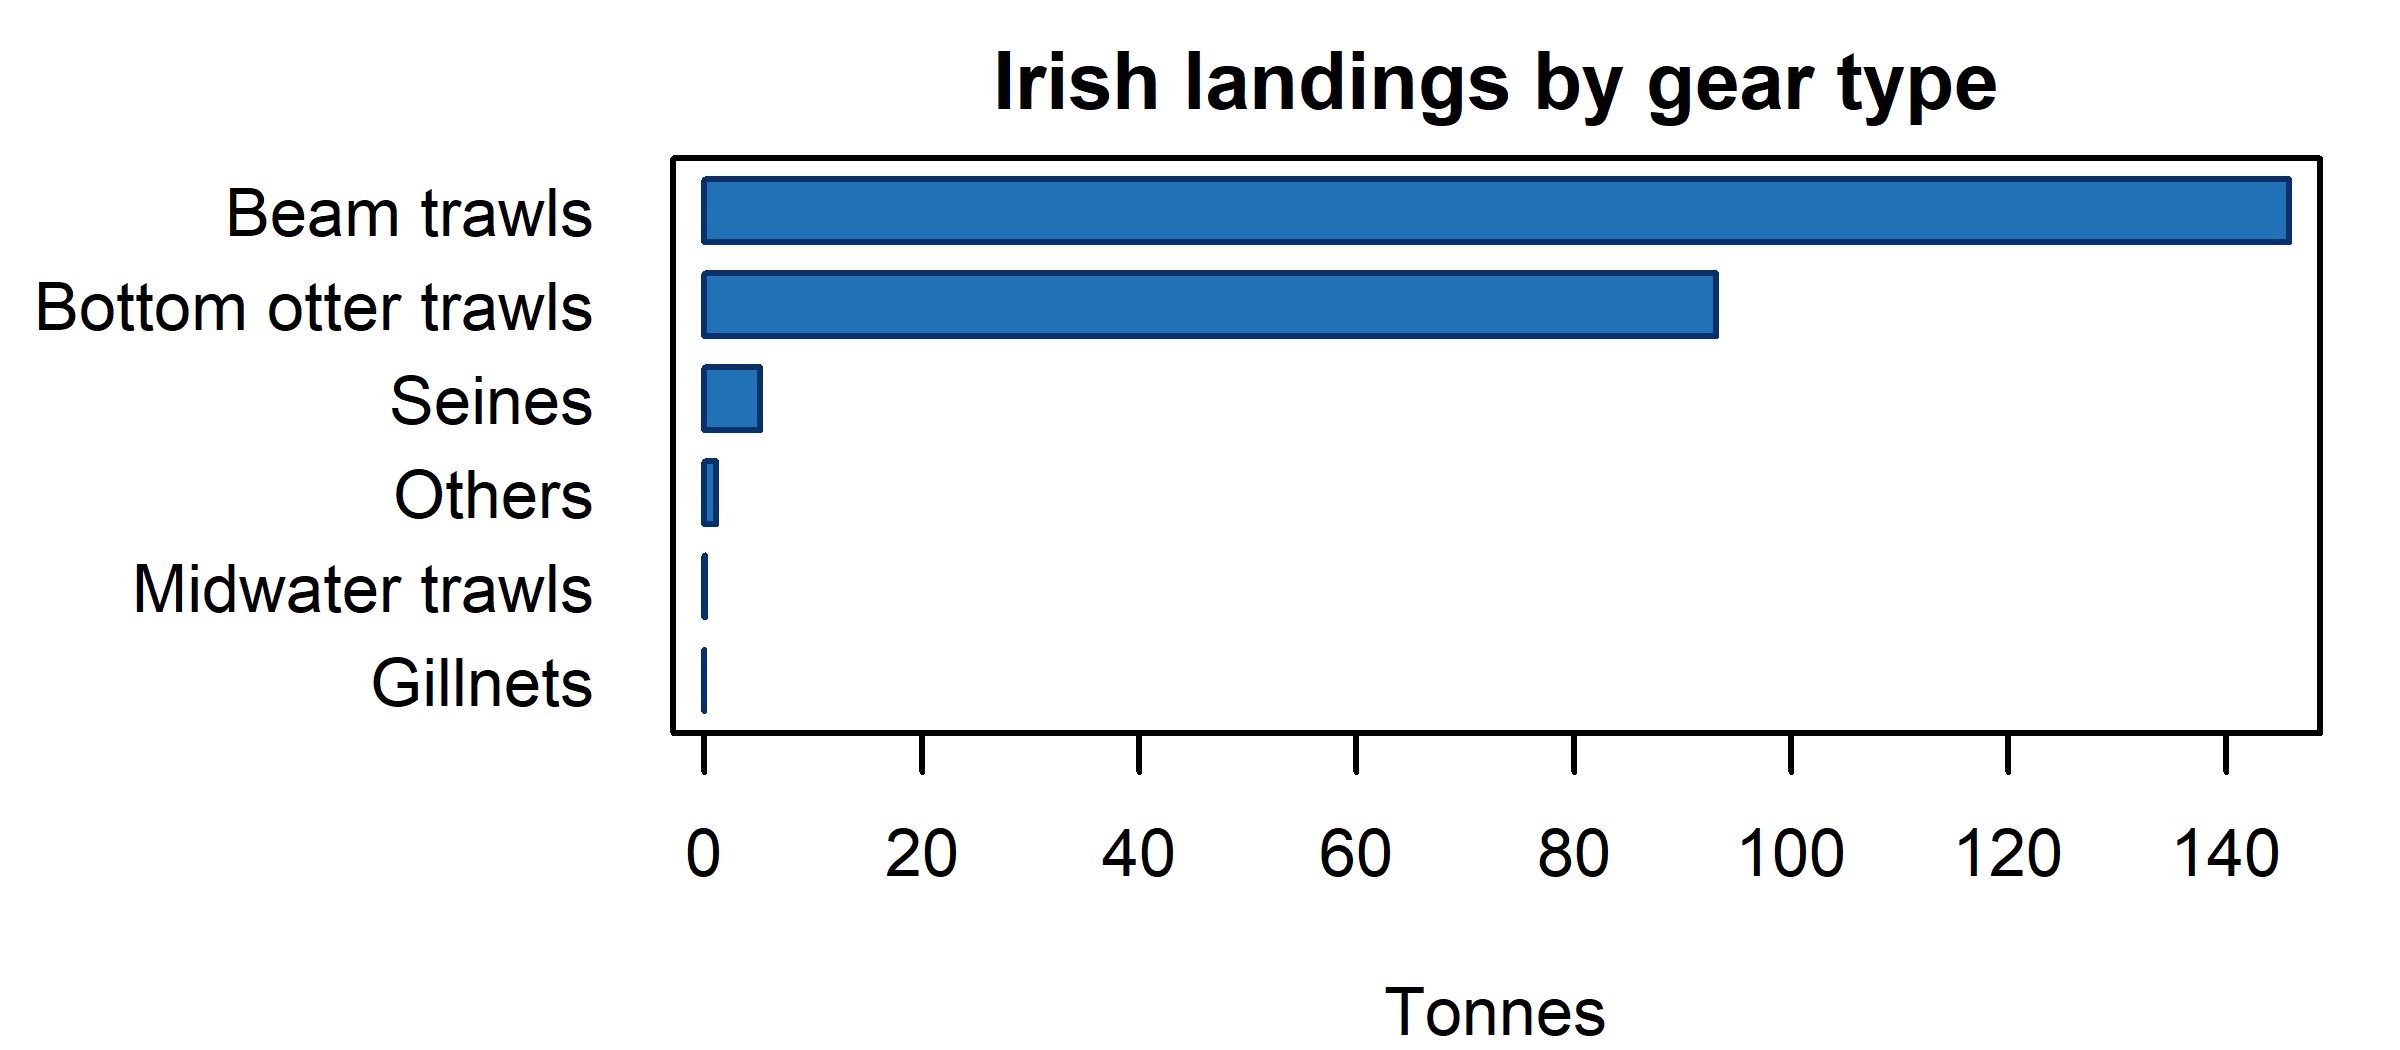 Irish landings by gear type
Beam trawls
Bottom otter trawls
Seines
Others
Midwater trawls
Gillnets
0 20 40 60 80 100 120 140
Tonnes